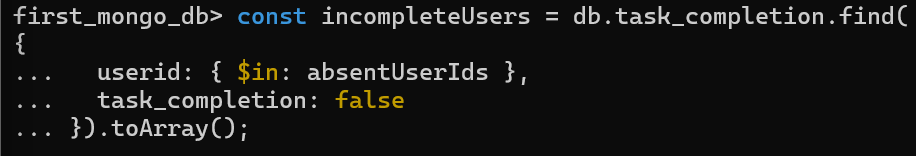 first_mongo_db> const incompleteUsers = db.task_completion.find(
{
...   userid: { $in: absentUserIds },
...   task_completion: false
... }).toArray();